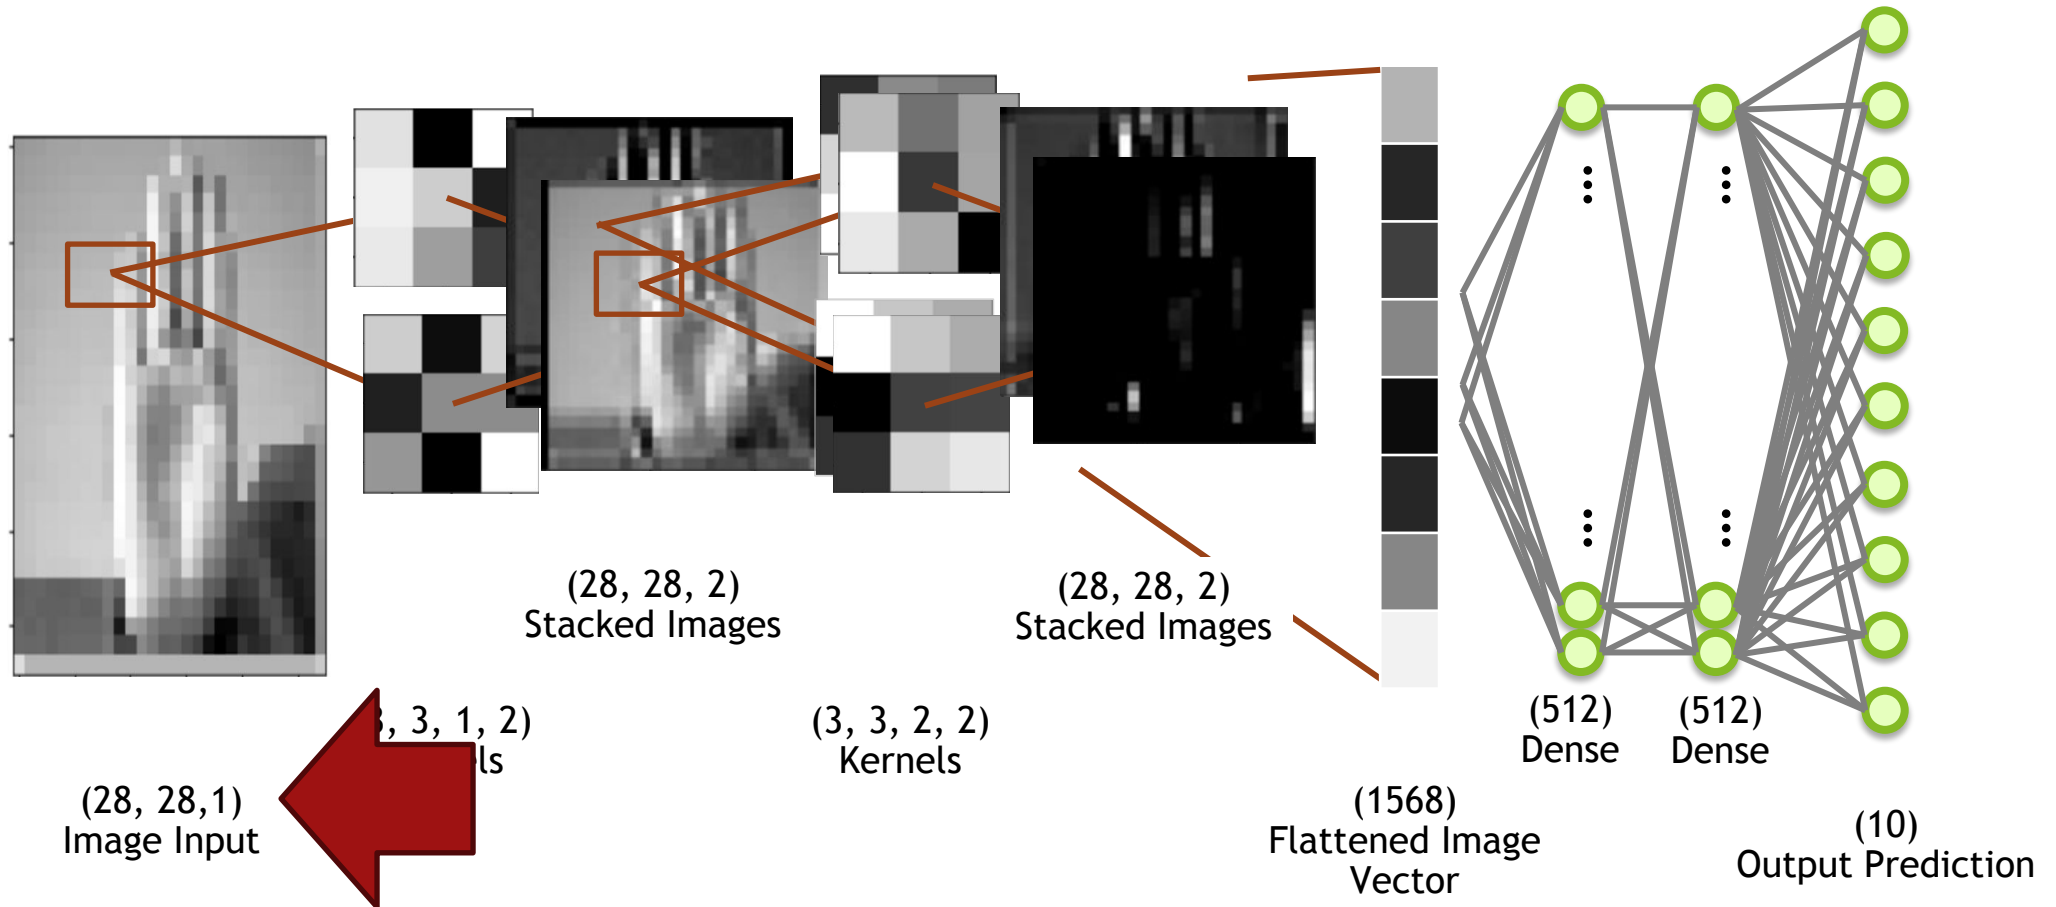 (28, 28,1)
Image Input
, 3, 1, 2)
(28, 28, 2)
Stacked Images
(3, 3, 2, 2)
Kernels
(28, 28, 2)
Stacked Images
(1568)
Flattened Image
Vector
(512)
Dense
(512)
Dense
(10)
Output Prediction